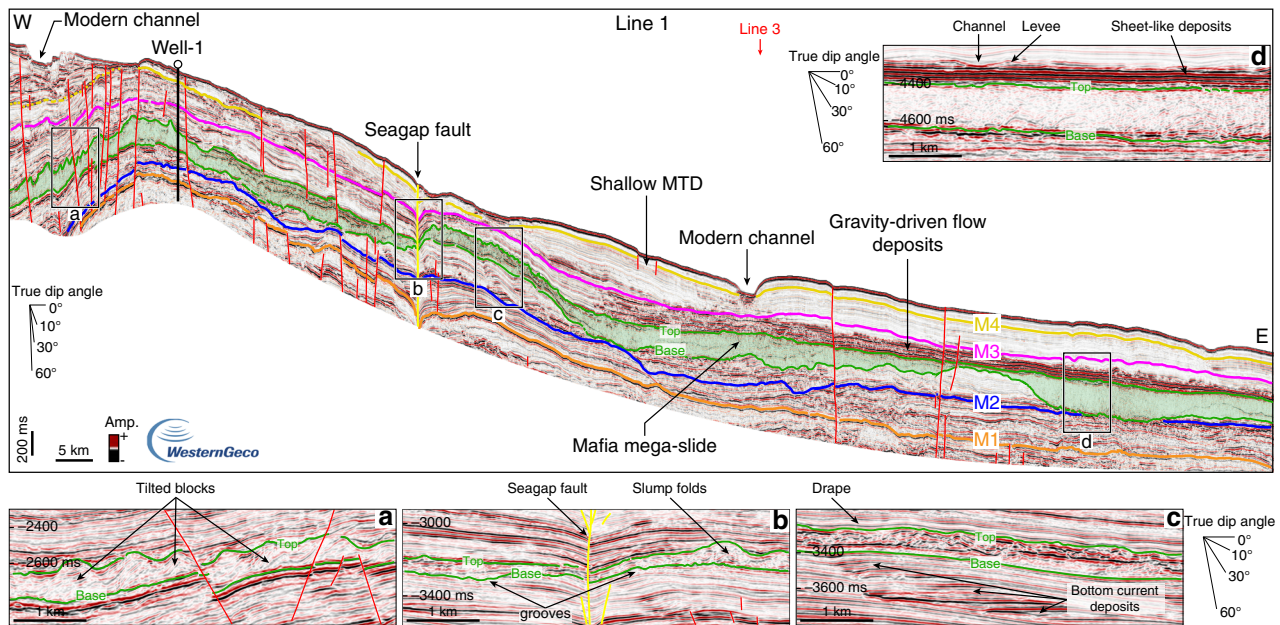 W
Modern channel
Line 1
Line 3
Well-1
True dip angle
0°
10°
30°
60°
Channel
Levee
Sheet-like deposits
d
Top
−4400
−4600 ms
Base
1 km
Seagap fault
Shallow MTD
Modern channel
Gravity-driven flow
deposits
a
b
c
Top
Base
M4
M3
M2
M1
E
d
True dip angle
0°
10°
30°
60°
Mafia mega-slide
200 ms
5 km
Amp.
+
-
WesternGeco
Tilted blocks
a
−2400
−2600 ms
Top
Base
1 km
Seagap fault
Slump folds
b
−3000
Top
Base
grooves
−3400 ms
1 km
Drape
c
Top
−3400
Base
−3600 ms
Bottom current
deposits
1 km
True dip angle
0°
10°
30°
60°